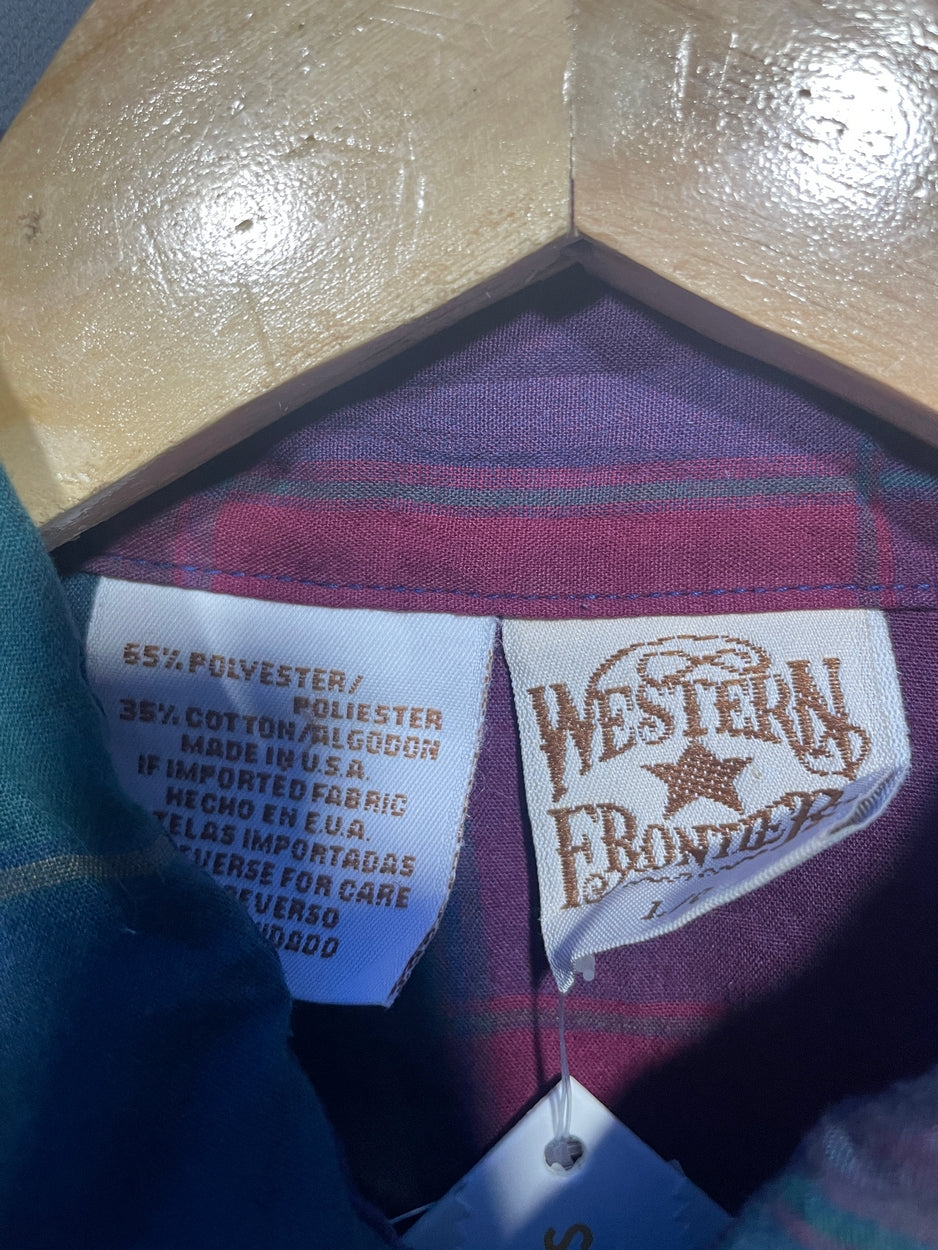 65% POLYESTER/
POLIESTER
35% COTTON/ALGODON
MADE IN U.S.A.
IF IMPORTED FABRIC
HECHO EN E.U.A.
TELAS IMPORTADAS
FOR CARE
WESTERN
FRONTIER
S